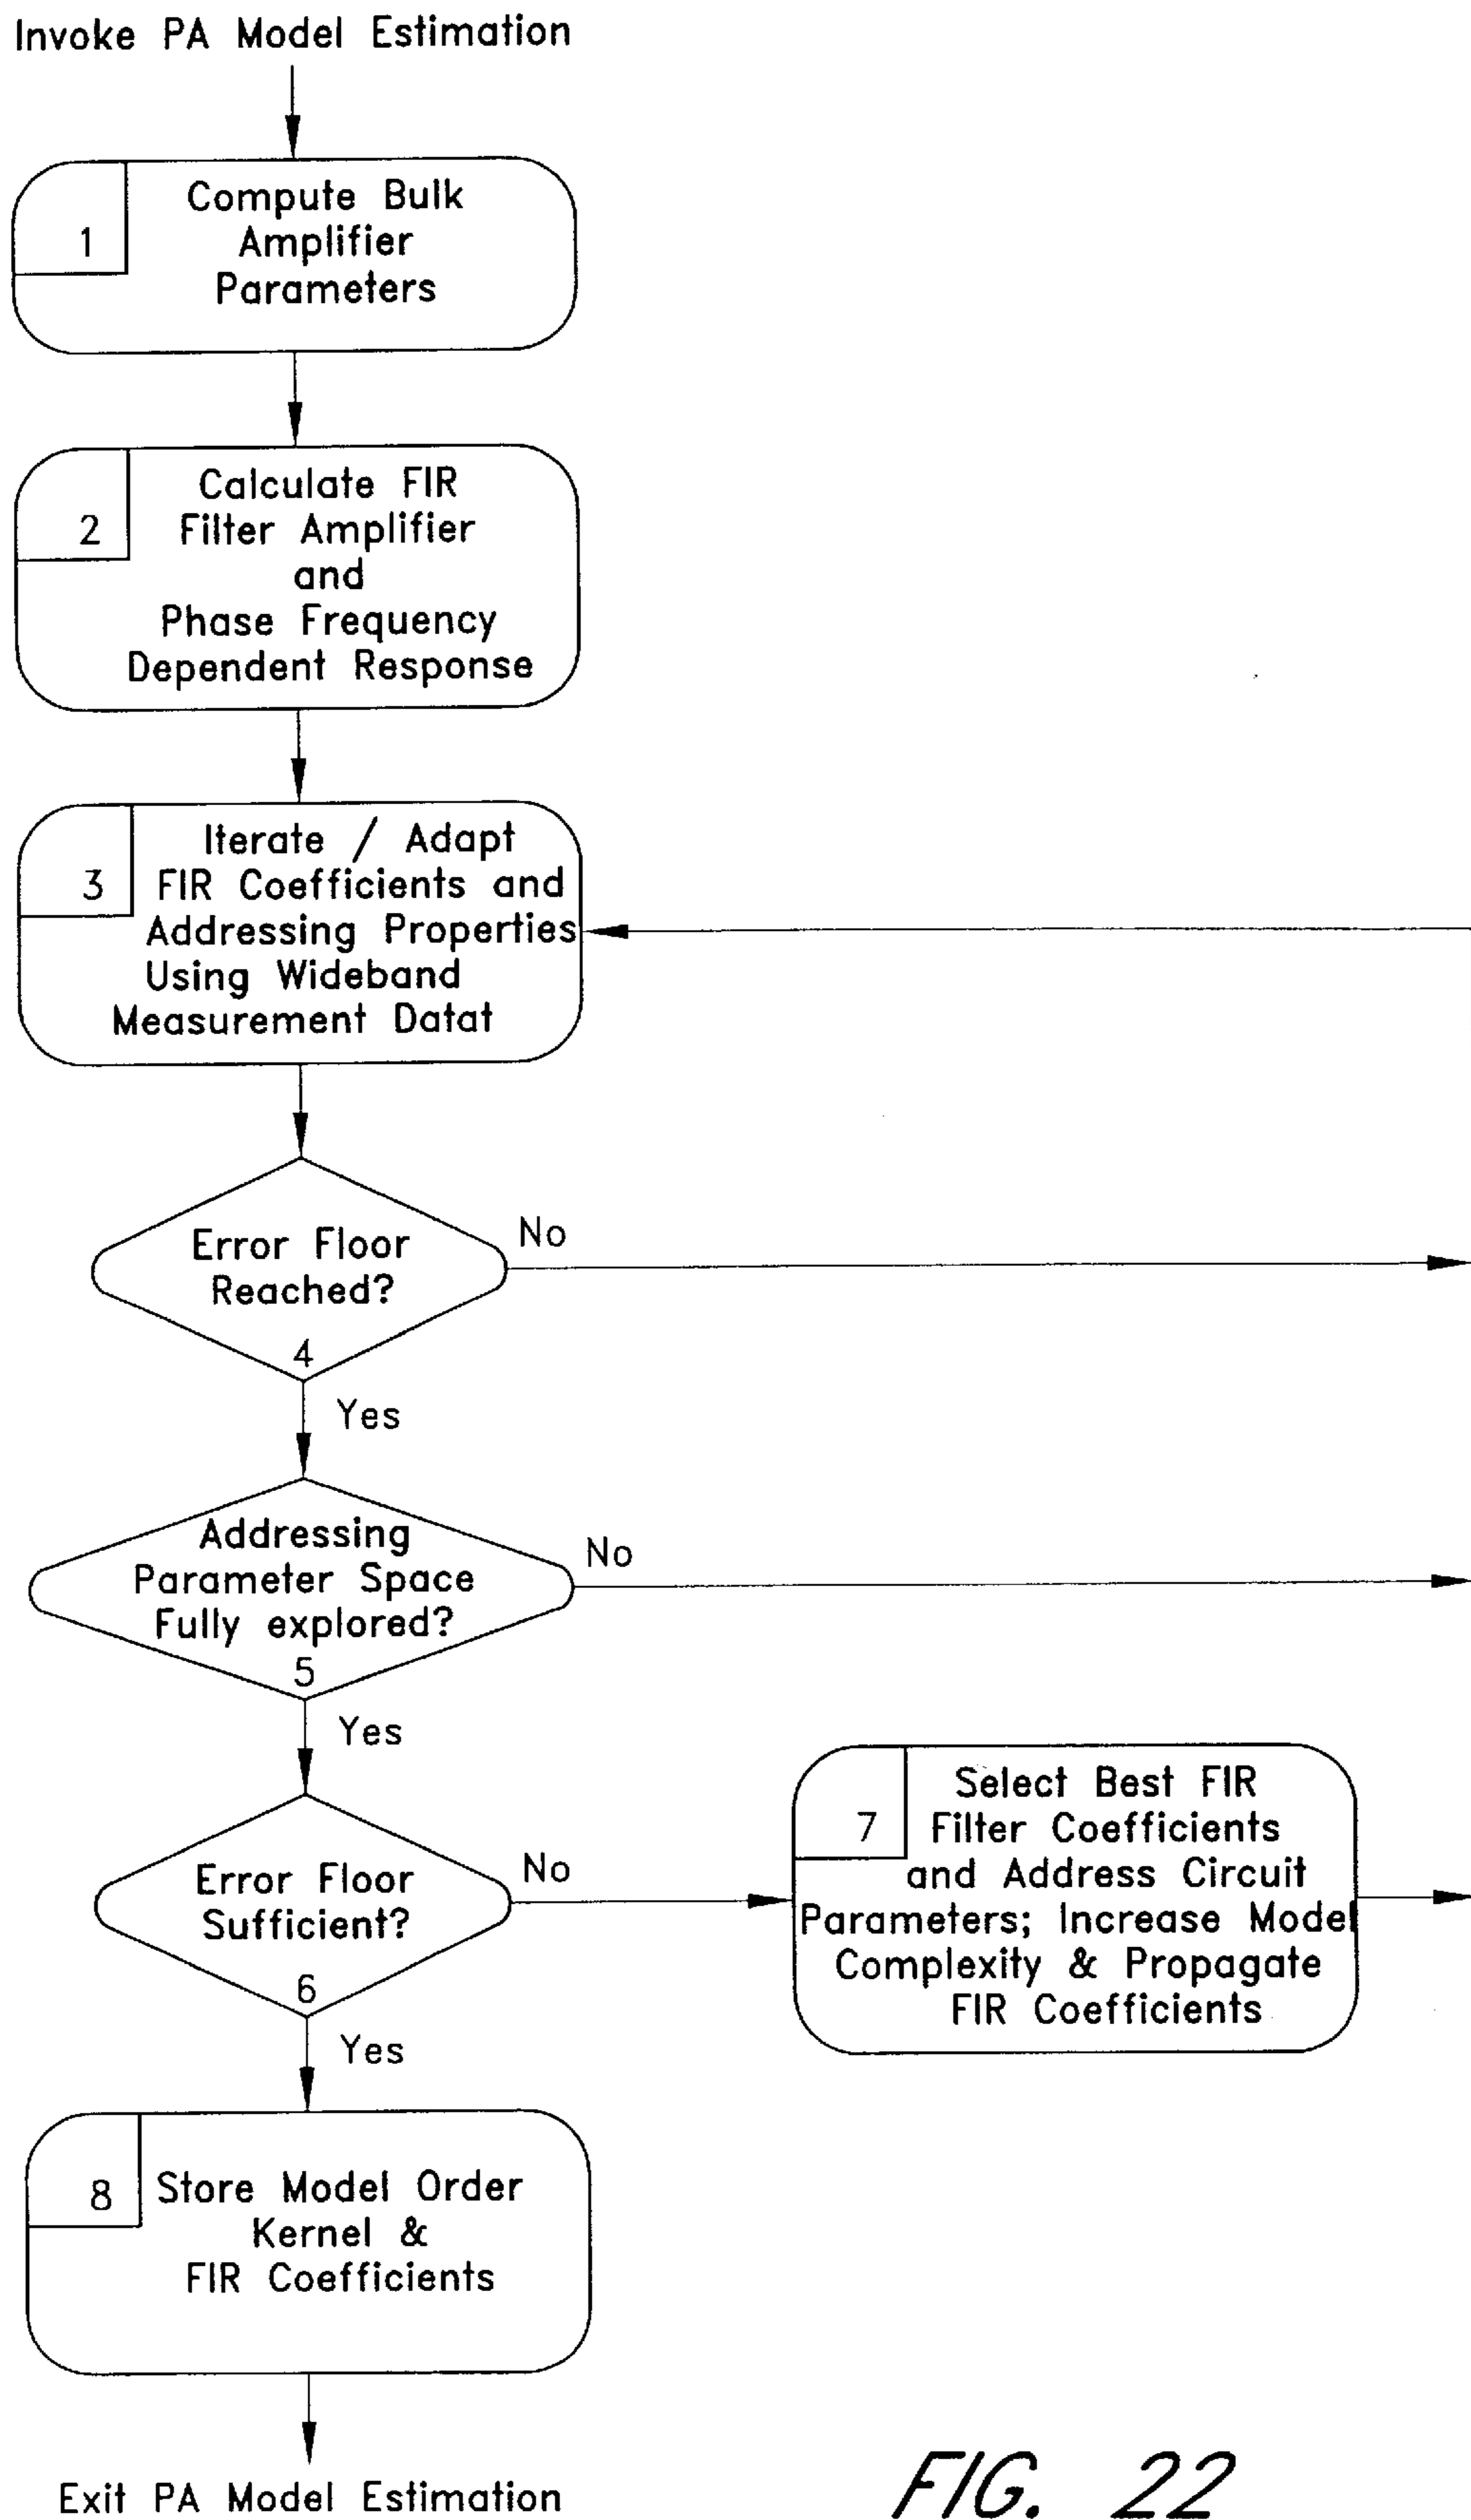 Invoke PA Model Estimation
1
Compute Bulk
Amplifier
Parameters
2
Calculate FIR
Filter Amplifier
and
Phase Frequency
Dependent Response
3
Iterate / Adapt
FIR Coefficients and
Addressing Properties
Using Wideband
Measurement Datat
Error Floor
Reached?
4
No
Yes
Addressing
Parameter Space
Fully explored?
5
No
Yes
Error Floor
Sufficient?
6
No
Yes
7
Select Best FIR
Filter Coefficients
and Address Circuit
Parameters; Increase Model
Complexity & Propagate
FIR Coefficients
8
Store Model Order
Kernel &
FIR Coefficients
Exit PA Model Estimation
FIG. 22